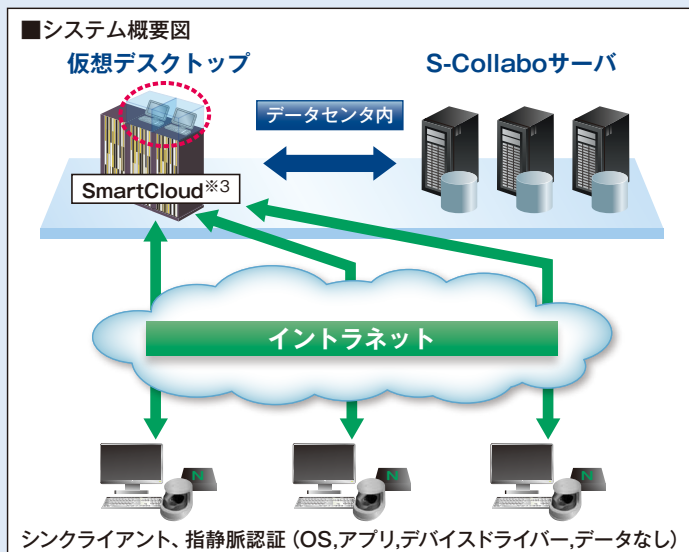 ■システム概要図
仮想デスクトップ
S-Collaboサーバ
データセンタ内
SmartCloud※3
イントラネット
N
N
N
シンクライアント、指静脈認証（OS,アプリ,デバイスドライバー,データなし）